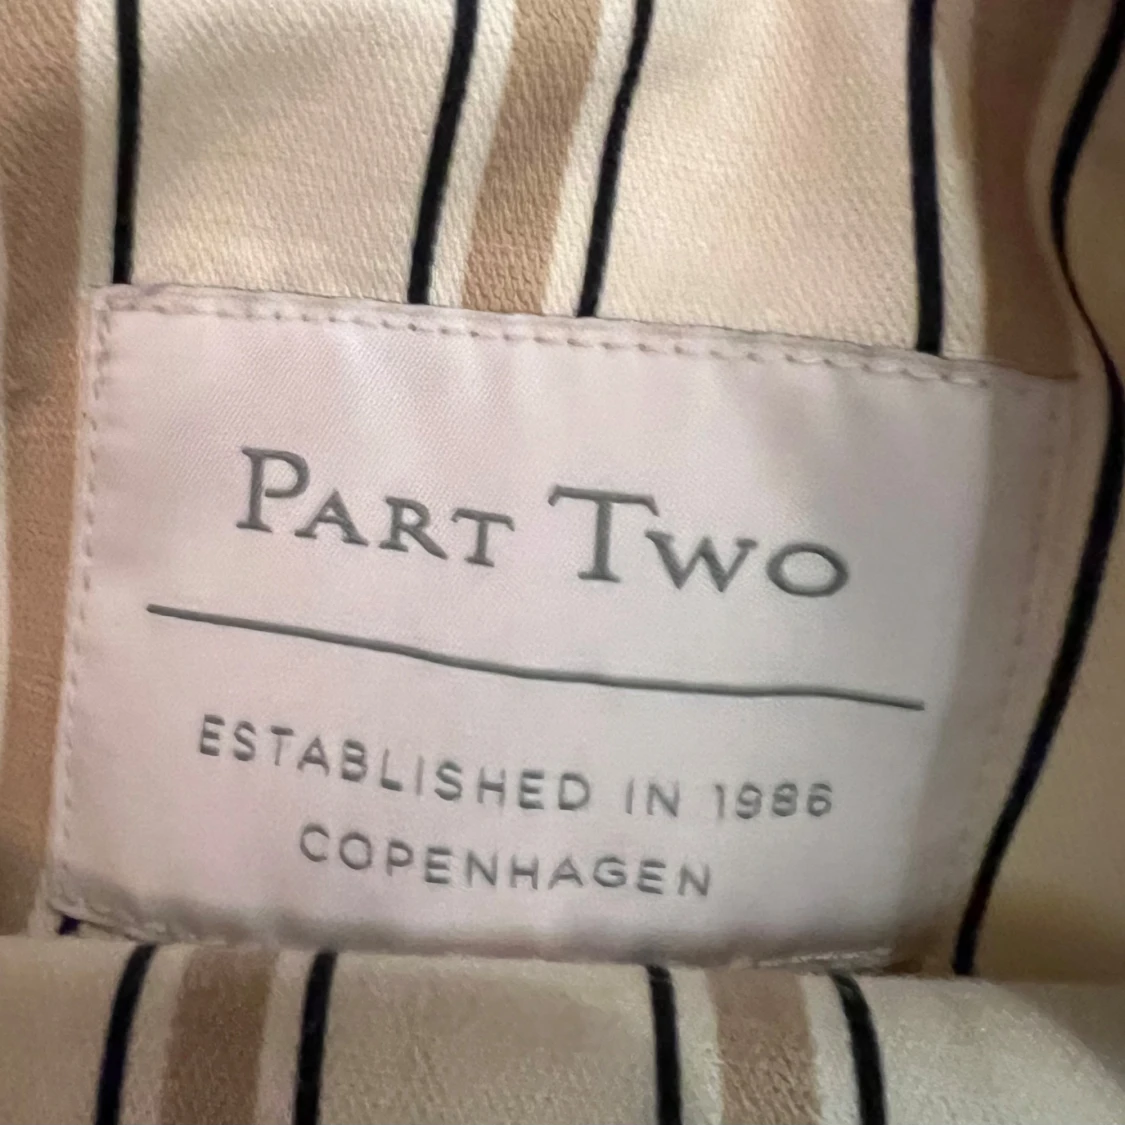 PART TWO
ESTABLISHED IN 1986
COPENHAGEN